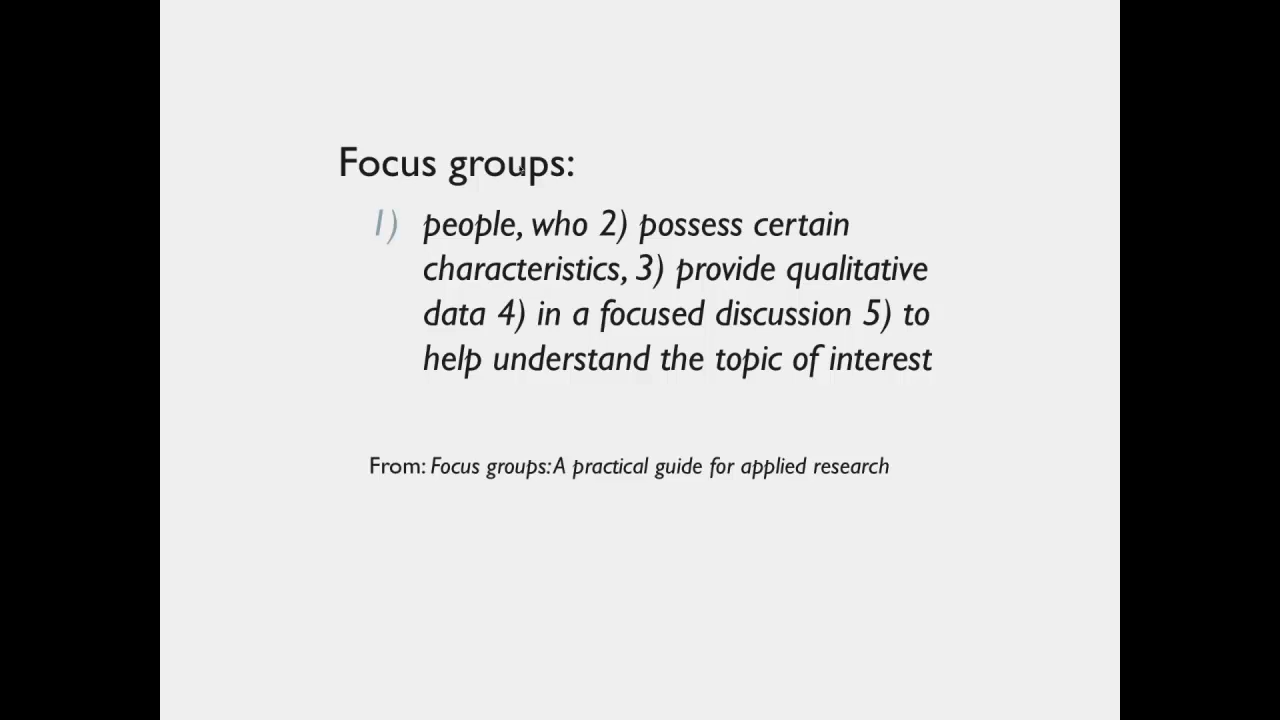 Focus groups:
1) people, who 2) possess certain
characteristics, 3) provide qualitative
data 4) in a focused discussion 5) to
help understand the topic of interest
From: Focus groups: A practical guide for applied research